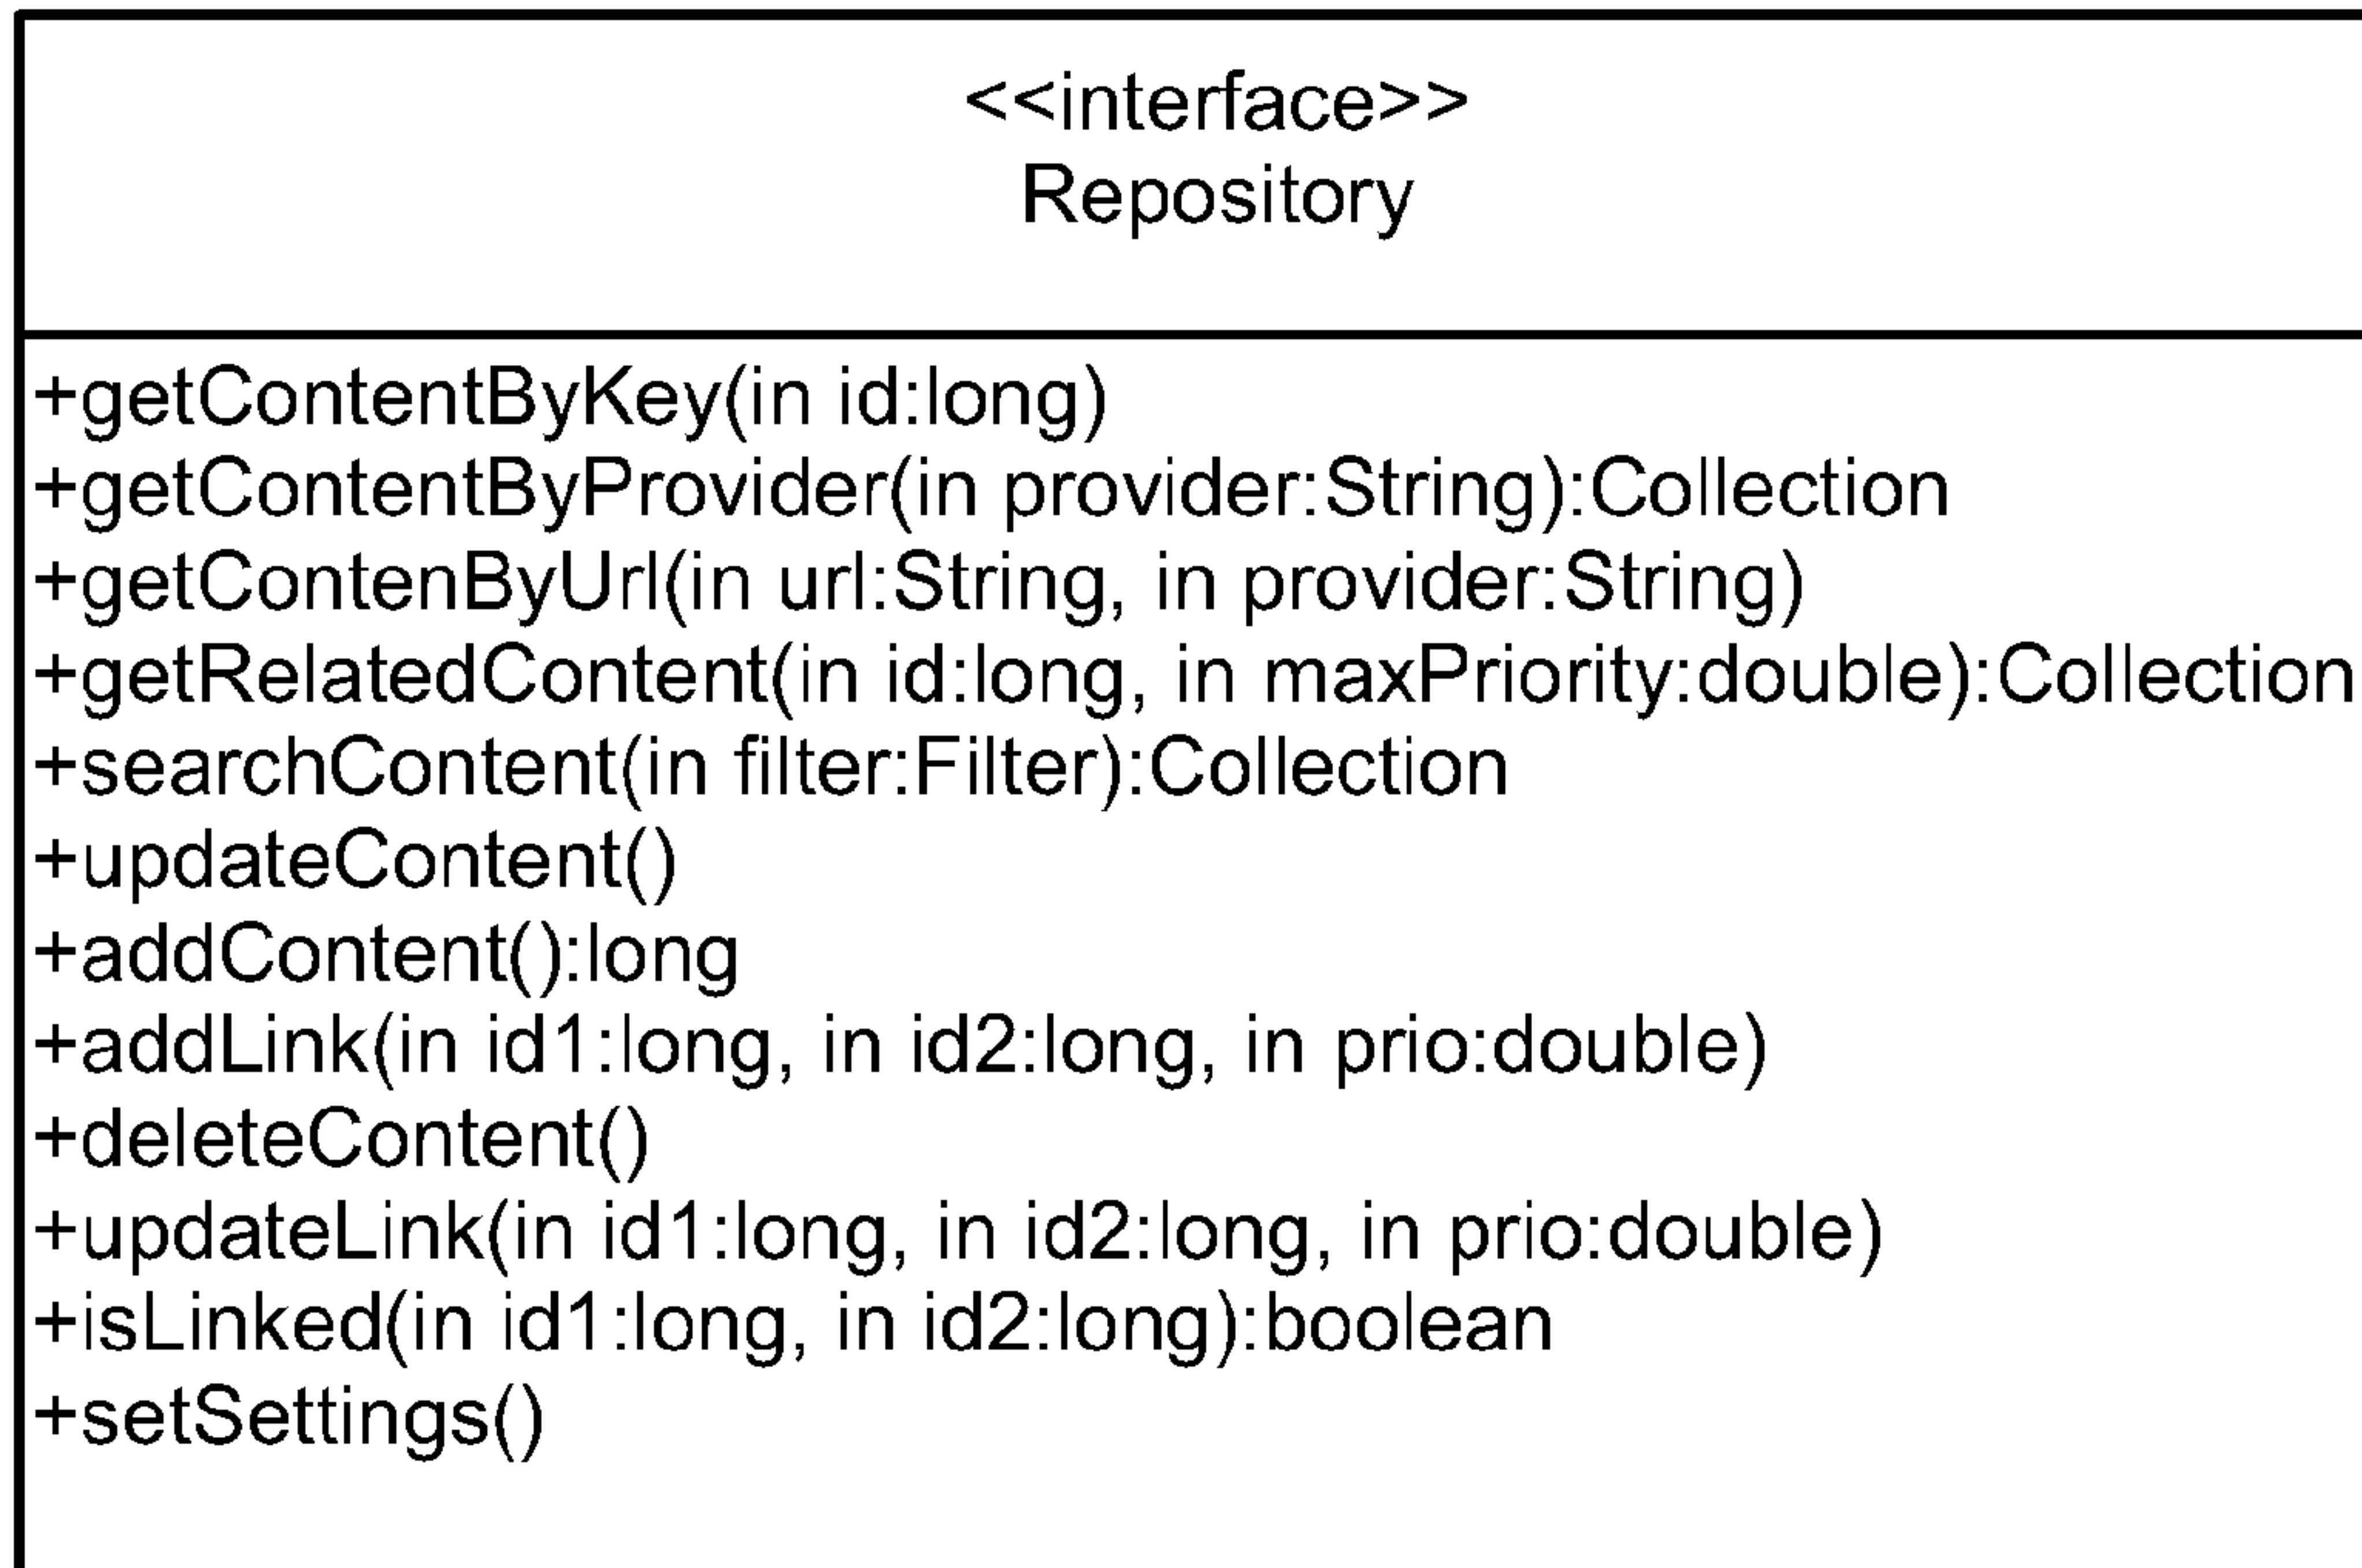 <<interface>>
Repository
+getContentByKey(in id:long)
+getContentByProvider(in provider:String):Collection
+getContenByUrl(in url:String, in provider:String)
+getRelatedContent(in id:long, in maxPriority:double):Collection
+searchContent(in filter:Filter):Collection
+updateContent()
+addContent():long
+addLink(in id1:long, in id2:long, in prio:double)
+deleteContent()
+updateLink(in id1:long, in id2:long, in prio:double)
+isLinked(in id1:long, in id2:long):boolean
+setSettings()